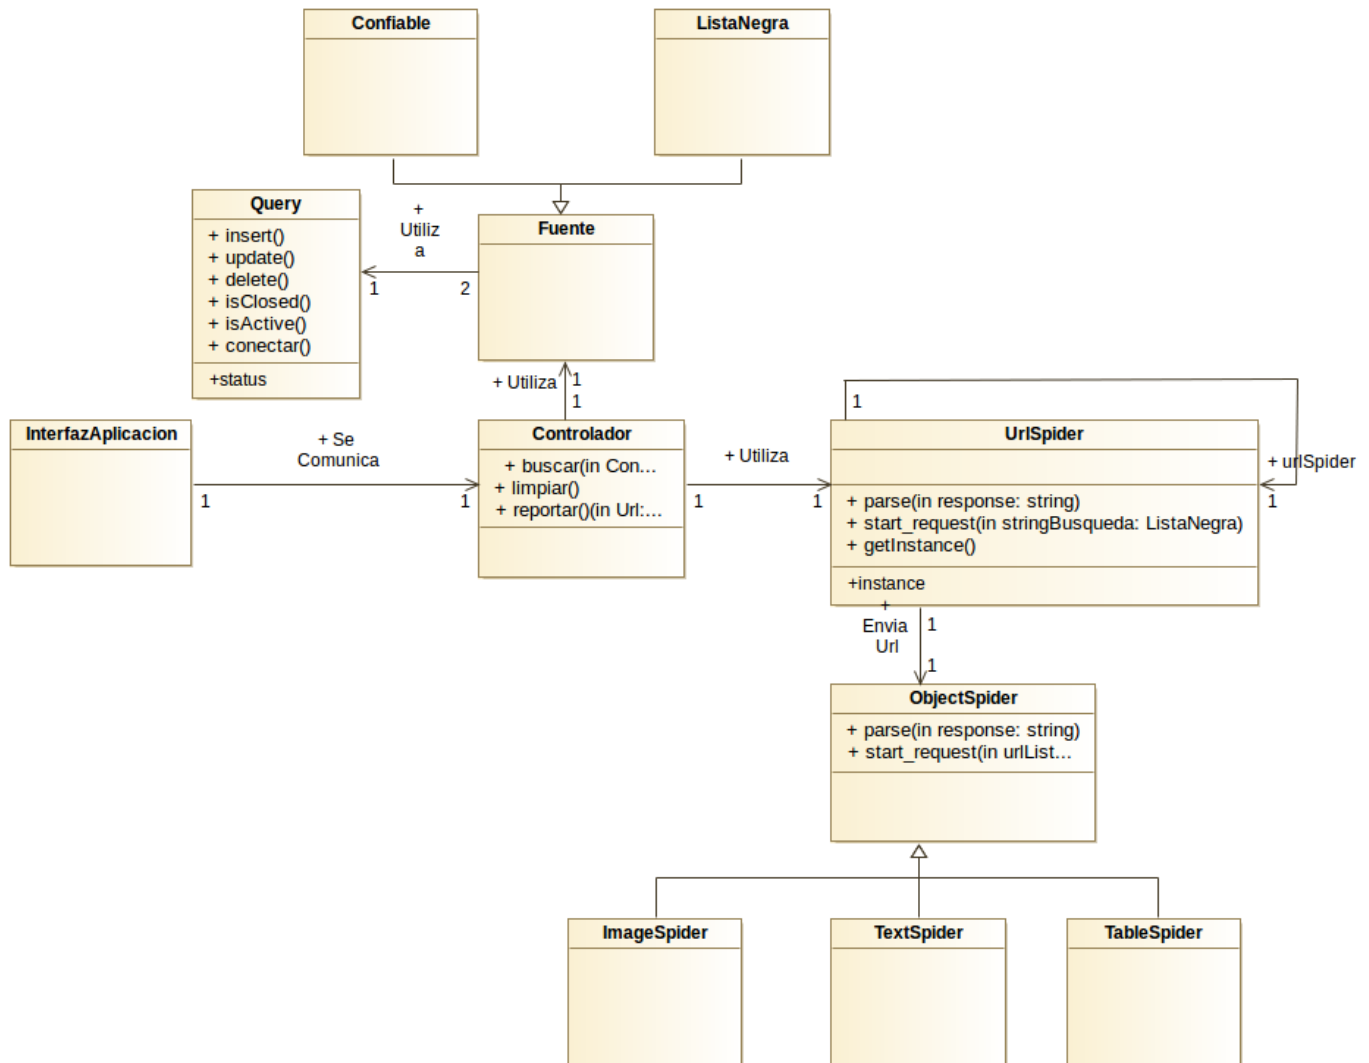 Confiable
ListaNegra
Query
+ insert()
+ update()
+ delete()
+ isClosed()
+ isActive()
+ conectar()
+status
+
Utiliz
a
1
2
Fuente
+ Utiliza
1
1
InterfazAplicacion
+ Se
Comunica
1
1
Controlador
+ buscar(in Con...
+ limpiar()
+ reportar()(in Url:...
+ Utiliza
1
1
UrlSpider
+ parse(in response: string)
+ start_request(in stringBusqueda: ListaNegra)
+ getInstance()
+instance
1
+ urlSpider
1
+
Envia
Url
1
1
ObjectSpider
+ parse(in response: string)
+ start_request(in urlList...
ImageSpider
TextSpider
TableSpider